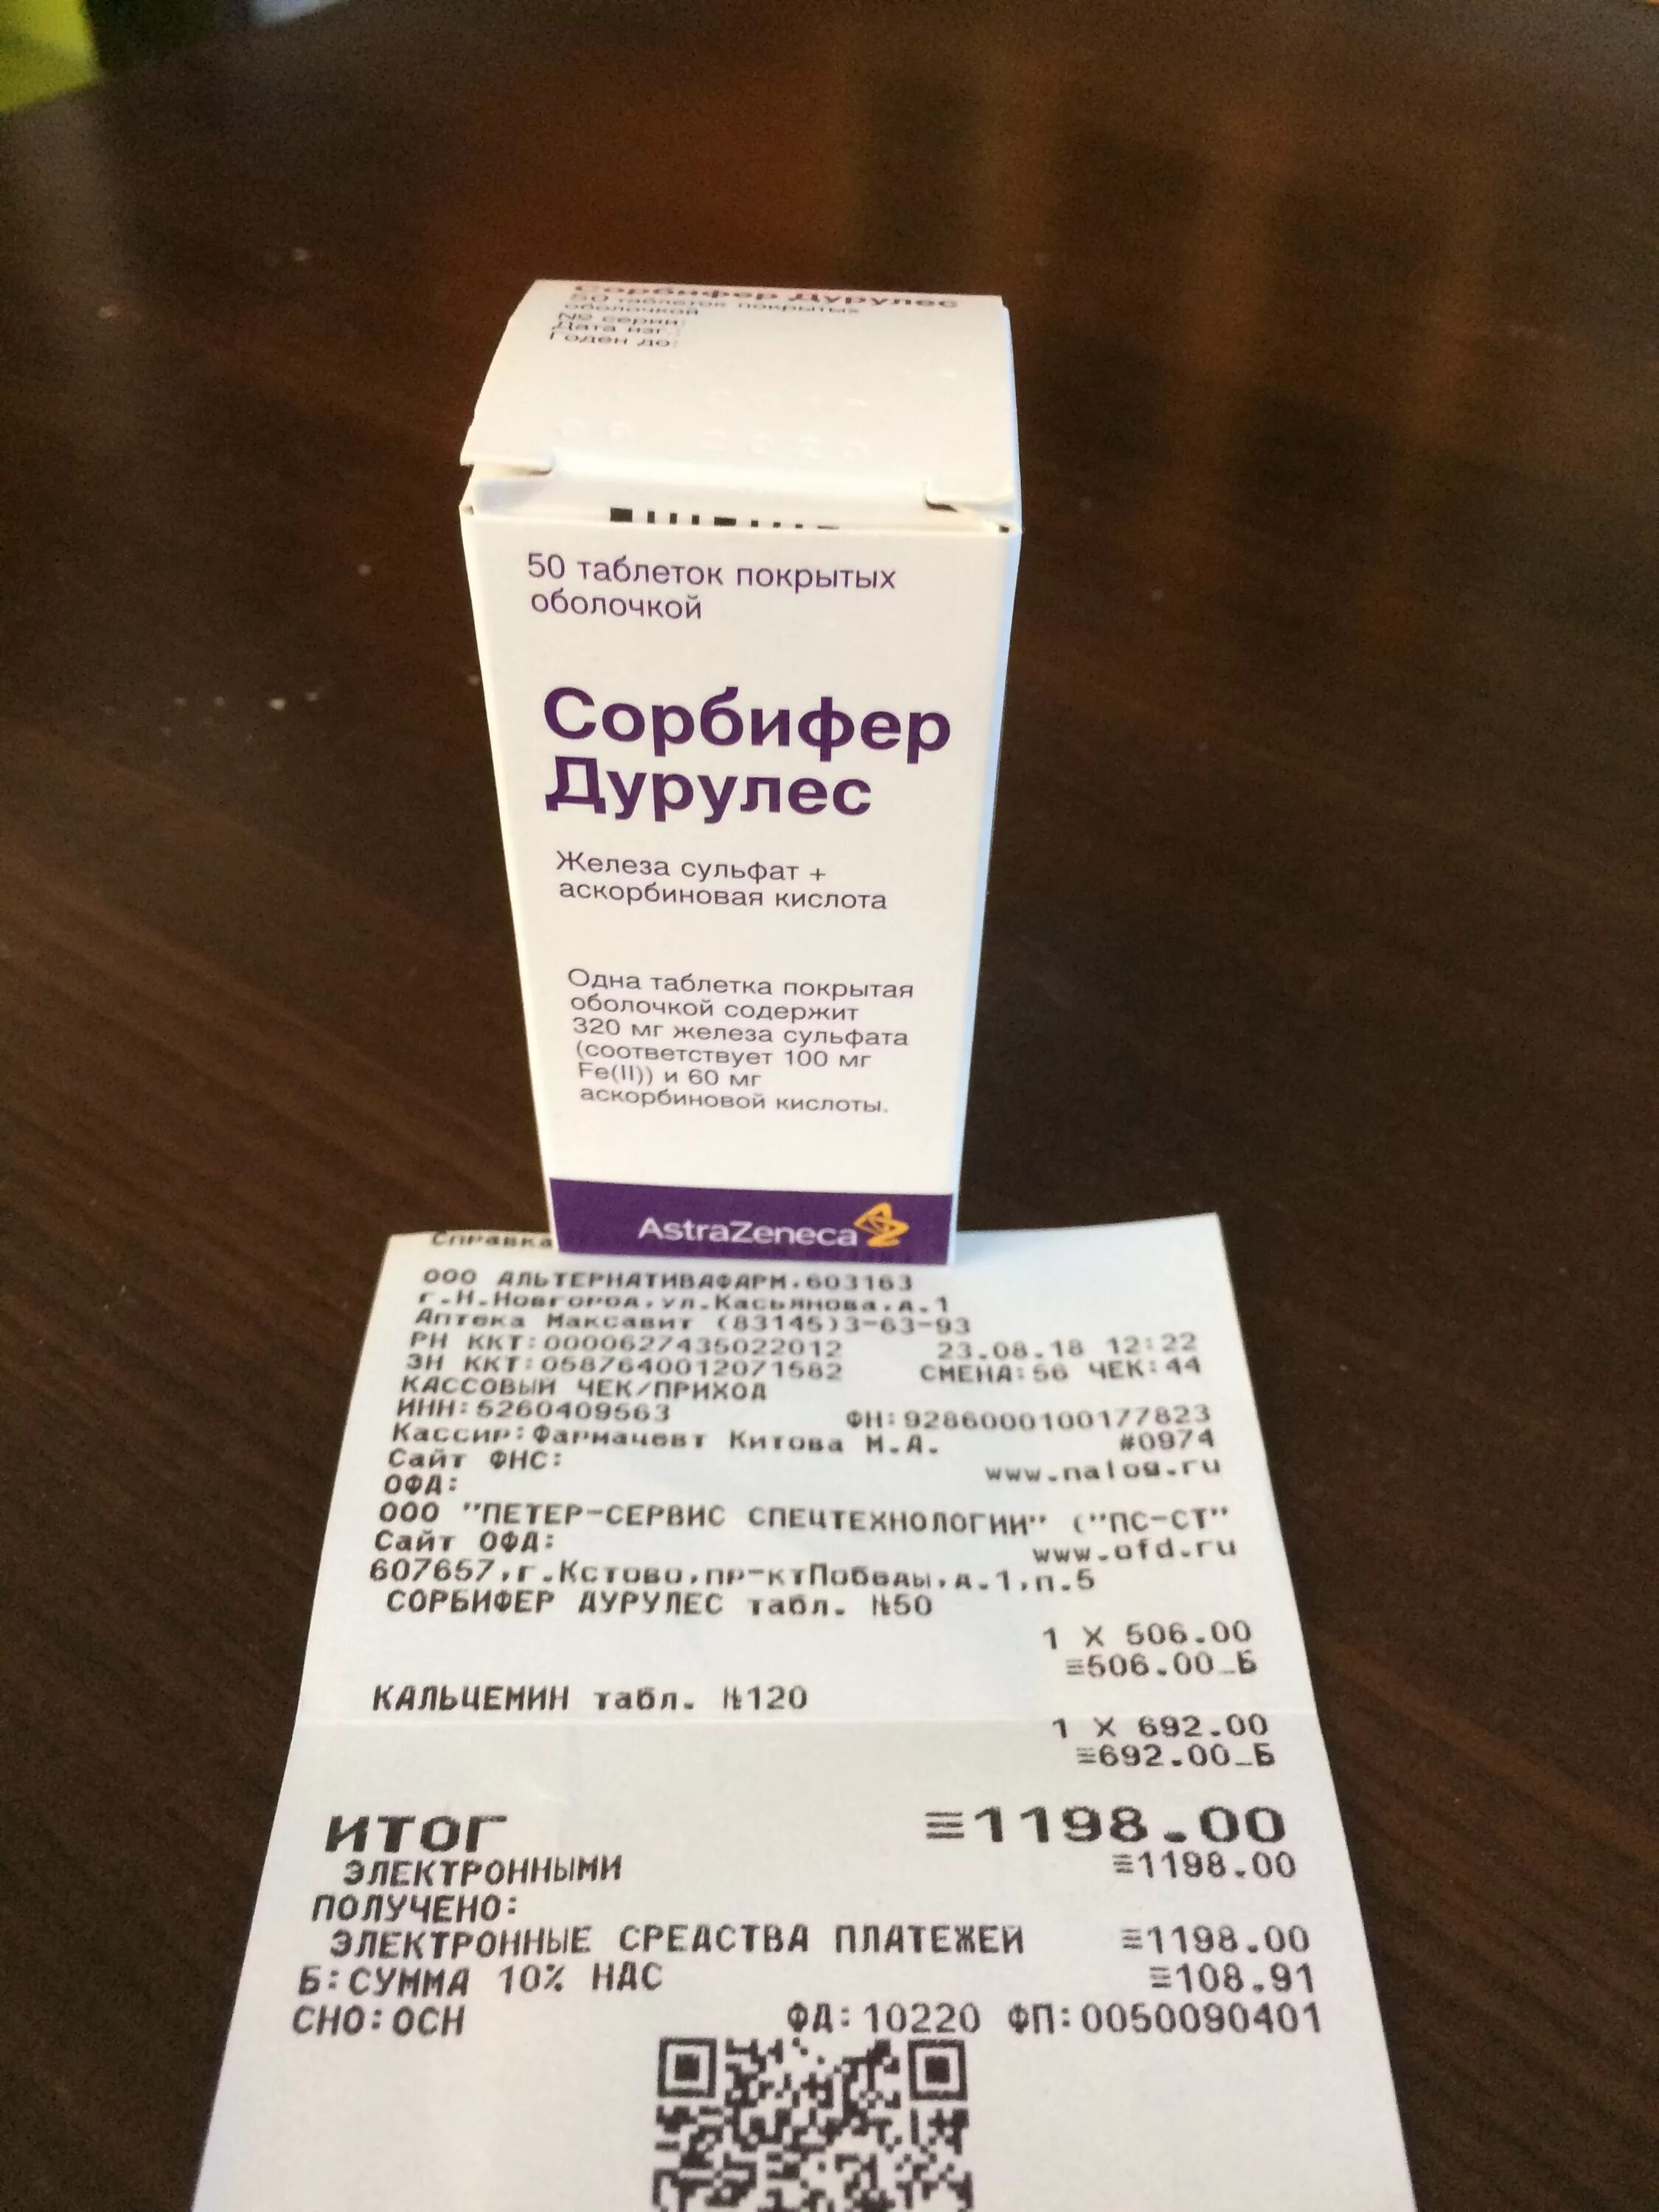 Сорбифер Дурулес
50 таблеток покрытых
оболочкой
№ серии:
Дата изг.:
Годен до:
50 таблеток покрытых
оболочкой
Сорбифер
Дурулес
Железа сульфат +
аскорбиновая кислота
Одна таблетка покрытая
оболочкой содержит
320 мг железа сульфата
(соответствует 100 мг
Fe(II)) и 60 мг
аскорбиновой кислоты.
AstraZeneca
Справка
ООО АЛЬТЕРНАТИВАФАРМ.603163
г.Н.Новгород,ул.Касьянова,д.1
Аптека Максавит (83145)3-63-93
РН ККТ:0000627435022012 23.08.18 12:22
ЗН ККТ:0587640012071582 СМЕНА:56 ЧЕК:44
КАССОВЫЙ ЧЕК/ПРИХОД
ИНН:5260409563 ФН:9286000100177823
Кассир:Фармацевт Китова М.А. #0974
Сайт ФНС: www.nalog.ru
ОФД:
ООО "ПЕТЕР-СЕРВИС СПЕЦТЕХНОЛОГИИ" ("ПС-СТ"
Сайт ОФД: www.ofd.ru
607657,г.Кстово,пр-ктПобеды,д.1,п.5
СОРБИФЕР ДУРУЛЕС табл. №50
1 X 506.00
≡506.00_Б
КАЛЬЦЕМИН табл. №120
1 X 692.00
≡692.00_Б
ИТОГ ≡1198.00
ЭЛЕКТРОННЫМИ ≡1198.00
ПОЛУЧЕНО:
ЭЛЕКТРОННЫЕ СРЕДСТВА ПЛАТЕЖЕЙ ≡1198.00
Б:СУММА 10% НДС ≡108.91
СНО:ОСН ФД:10220 ФП:0050090401